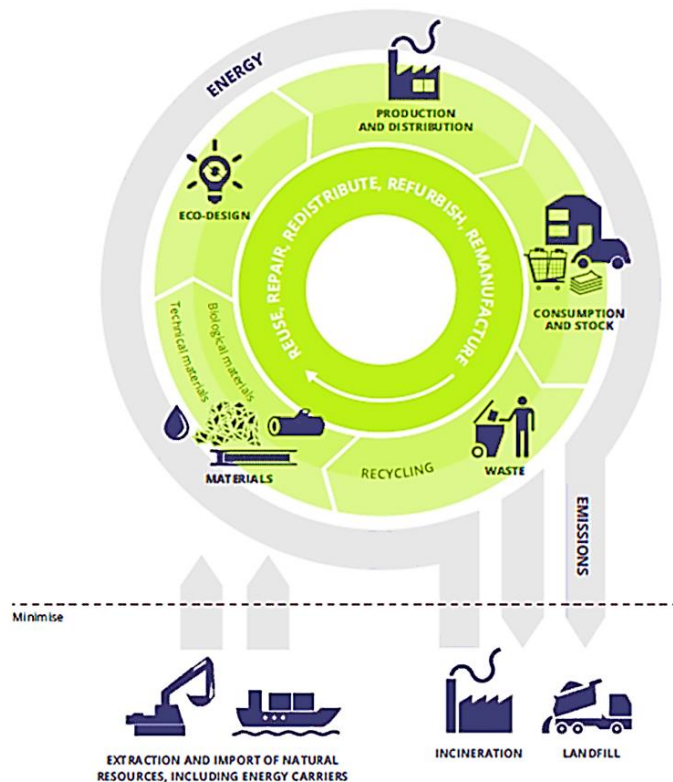 ENERGY
PRODUCTION
AND DISTRIBUTION
ECO-DESIGN
REUSE, REPAIR, REDISTRIBUTE, REFURBISH, REMANUFACTURE
CONSUMPTION
AND STOCK
Technical materials
Biological materials
MATERIALS
RECYCLING
WASTE
EMISSIONS
Minimise
EXTRACTION AND IMPORT OF NATURAL
RESOURCES, INCLUDING ENERGY CARRIERS
INCINERATION
LANDFILL